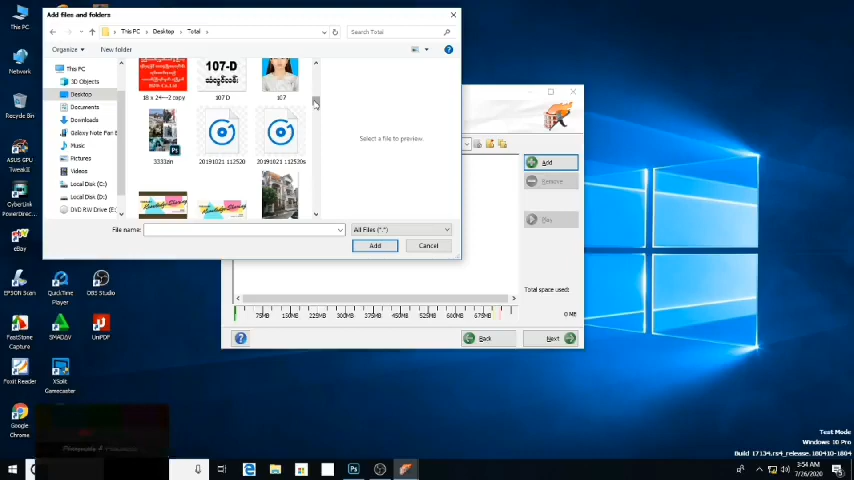 Add files and folders
This PC
Desktop
Total
Search Total
Organize
New folder
This PC
3D Objects
Desktop
Documents
Downloads
Galaxy Note Pan E
Music
Pictures
Videos
Local Disk (C:)
Local Disk (D:)
DVD RW Drive (E:)
18 x 24---2 copy
107-D
107 D
107
3333an
20191021 112520
20191021 112520s
Select a file to preview.
File name:
All Files (*.*)
Add
Cancel
Add
Remove
Play
Total space used:
75MB 150MB 225MB 300MB 375MB 450MB 525MB 600MB 675MB
0 MB
Back
Next
This PC
Network
Recycle Bin
ASUS GPU
TweakII
CyberLink
PowerDirec...
eBay
EPSON Scan
QuickTime
Player
OBS Studio
FastStone
Capture
SMADAV
UniPDF
Foxit Reader
XSplit
Gamecaster
Google
Chrome
Test Mode
Windows 10 Pro
Build 17134.rs4_release.180410-1804
3:54 AM
7/26/2020